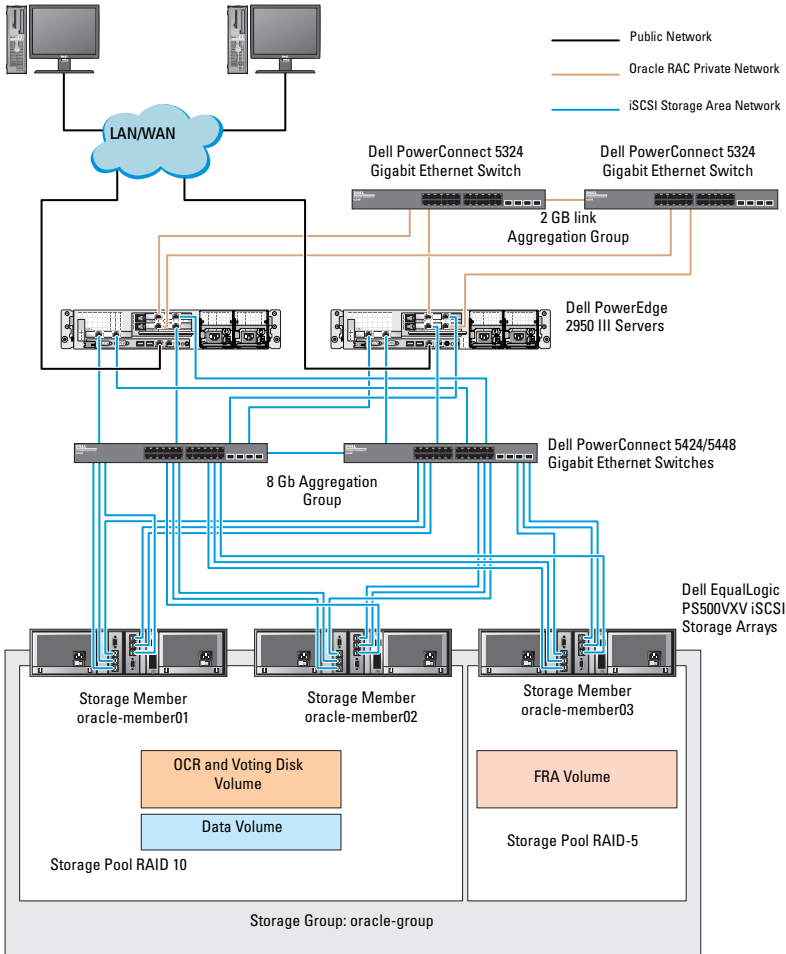 Public Network
Oracle RAC Private Network
iSCSI Storage Area Network
LAN/WAN
Dell PowerConnect 5324
Gigabit Ethernet Switch
Dell PowerConnect 5324
Gigabit Ethernet Switch
2 GB link
Aggregation Group
Dell PowerEdge
2950 III Servers
Dell PowerConnect 5424/5448
Gigabit Ethernet Switches
8 Gb Aggregation
Group
Dell EqualLogic
PS500VXV iSCSI
Storage Arrays
Storage Member
oracle-member01
Storage Member
oracle-member02
Storage Member
oracle-member03
OCR and Voting Disk
Volume
FRA Volume
Data Volume
Storage Pool RAID-5
Storage Pool RAID 10
Storage Group: oracle-group